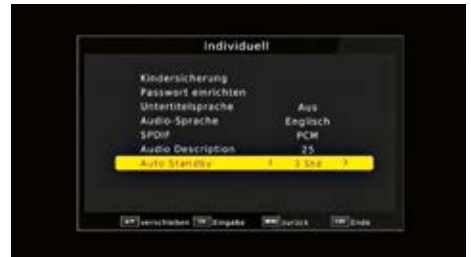 Individuell
Kindersicherung
Passwort einrichten
Untertitelsprache Aus
Audio-Sprache Englisch
SPDIF PCM
Audio Description 25
Auto Standby 3 Std
verschieben Eingabe zurück Ende